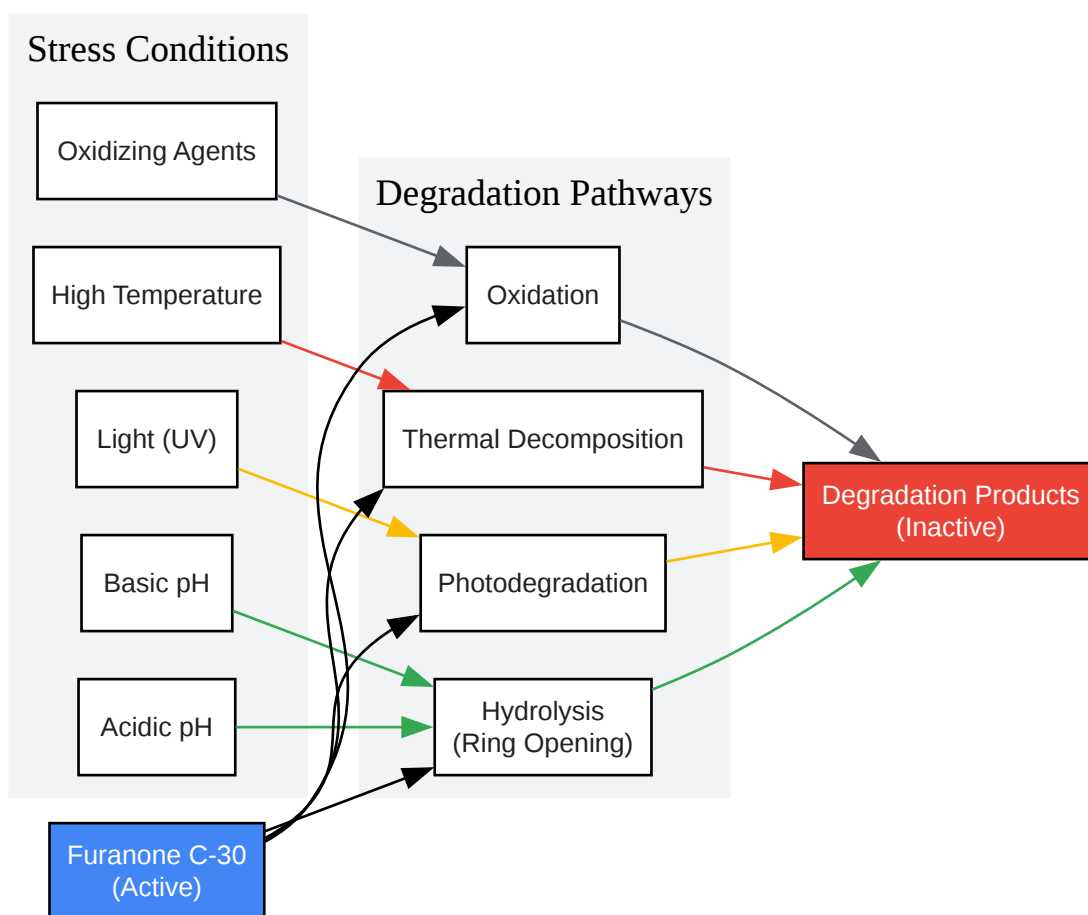 Stress Conditions
Oxidizing Agents
High Temperature
Light (UV)
Basic pH
Acidic pH
Furanone C-30
(Active)
Degradation Pathways
Oxidation
Thermal Decomposition
Photodegradation
Hydrolysis
(Ring Opening)
Degradation Products
(Inactive)